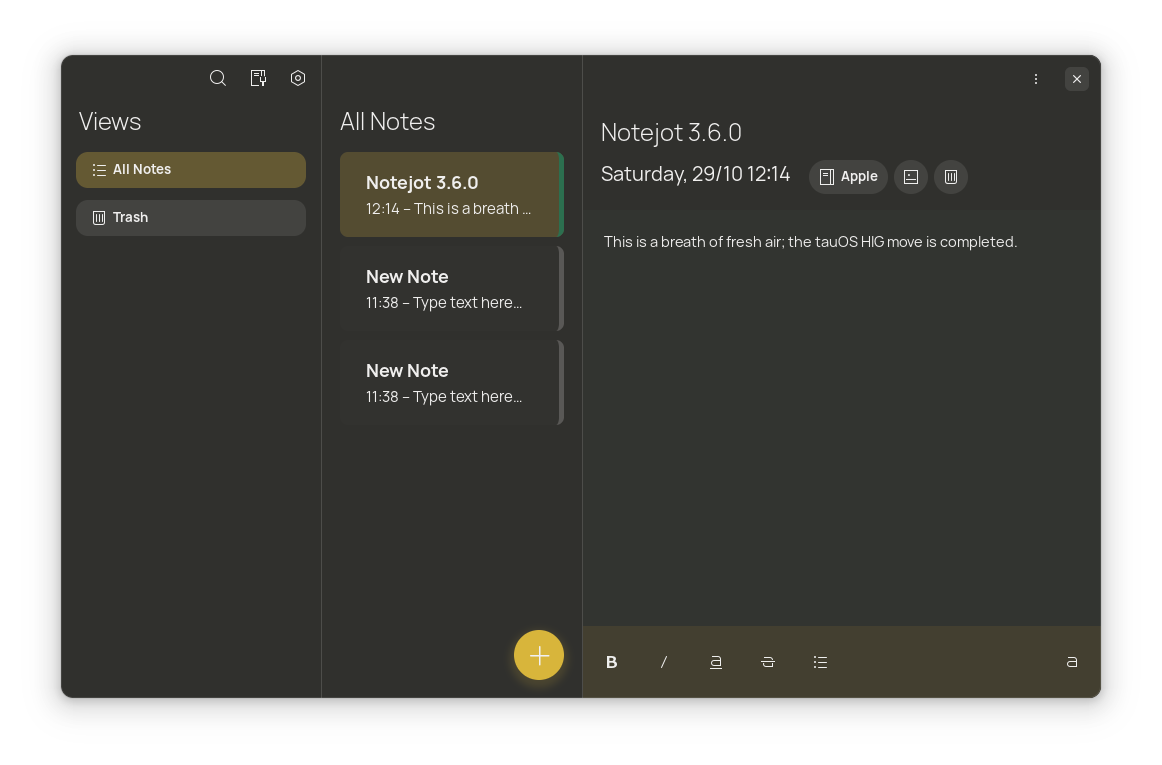 Views
All Notes
Trash
All Notes
Notejot 3.6.0
12:14 – This is a breath ...
New Note
11:38 – Type text here...
New Note
11:38 – Type text here...
Notejot 3.6.0
Saturday, 29/10 12:14
Apple
This is a breath of fresh air; the tauOS HIG move is completed.
B / a a a